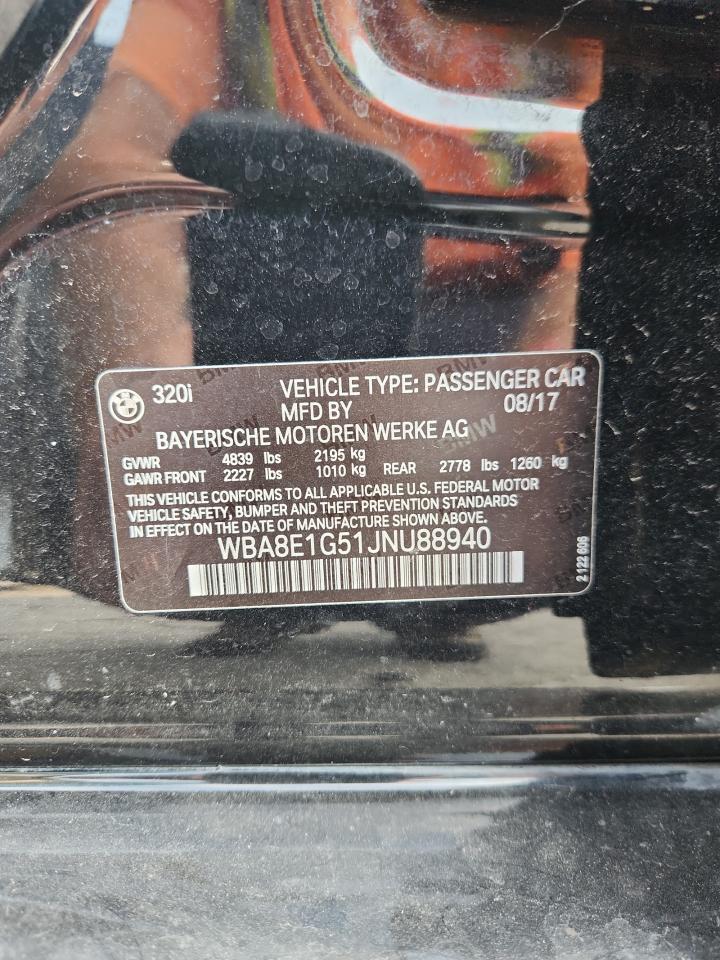 320i VEHICLE TYPE: PASSENGER CAR
MFD BY 08/17
BAYERISCHE MOTOREN WERKE AG
GVWR 4839 lbs 2195 kg
GAWR FRONT 2227 lbs 1010 kg REAR 2778 lbs 1260 kg
THIS VEHICLE CONFORMS TO ALL APPLICABLE U.S. FEDERAL MOTOR
VEHICLE SAFETY, BUMPER AND THEFT PREVENTION STANDARDS
IN EFFECT ON THE DATE OF MANUFACTURE SHOWN ABOVE.
WBA8E1G51JNU88940
2 122 606